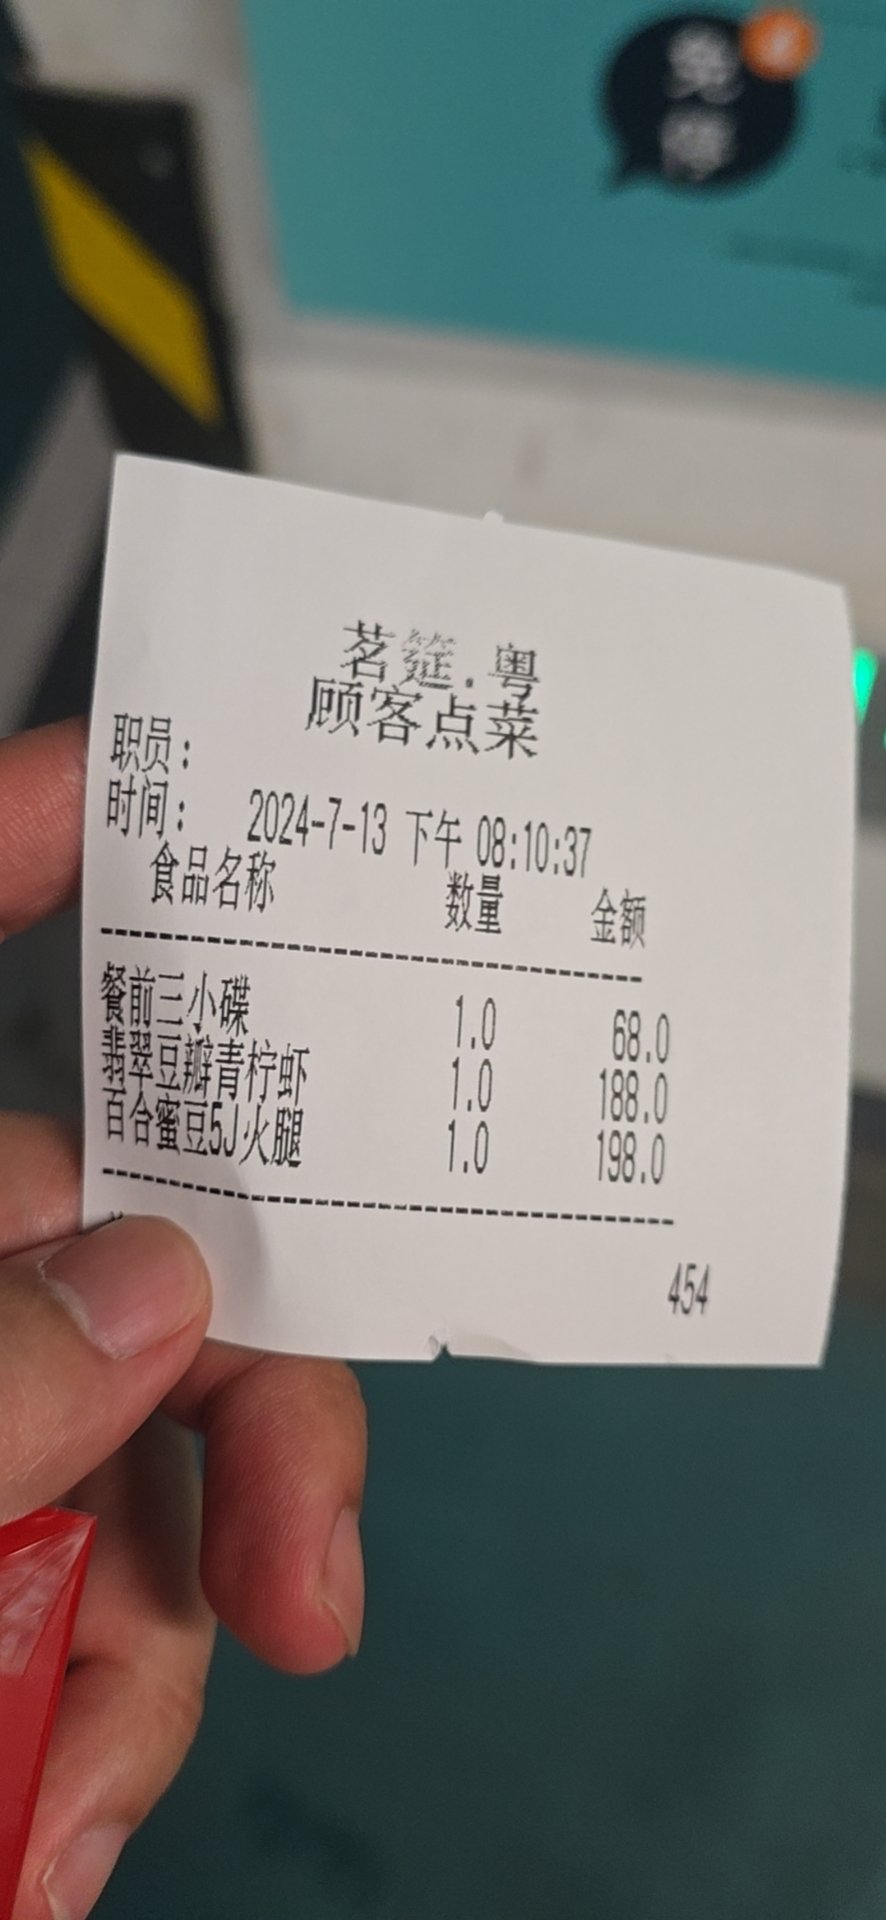 茗筵.粤
顾客点菜
职员：
时间： 2024-7-13 下午 08:10:37
食品名称 数量 金额
餐前三小碟 1.0 68.0
翡翠豆瓣青柠虾 1.0 188.0
百合蜜豆5J火腿 1.0 198.0
454